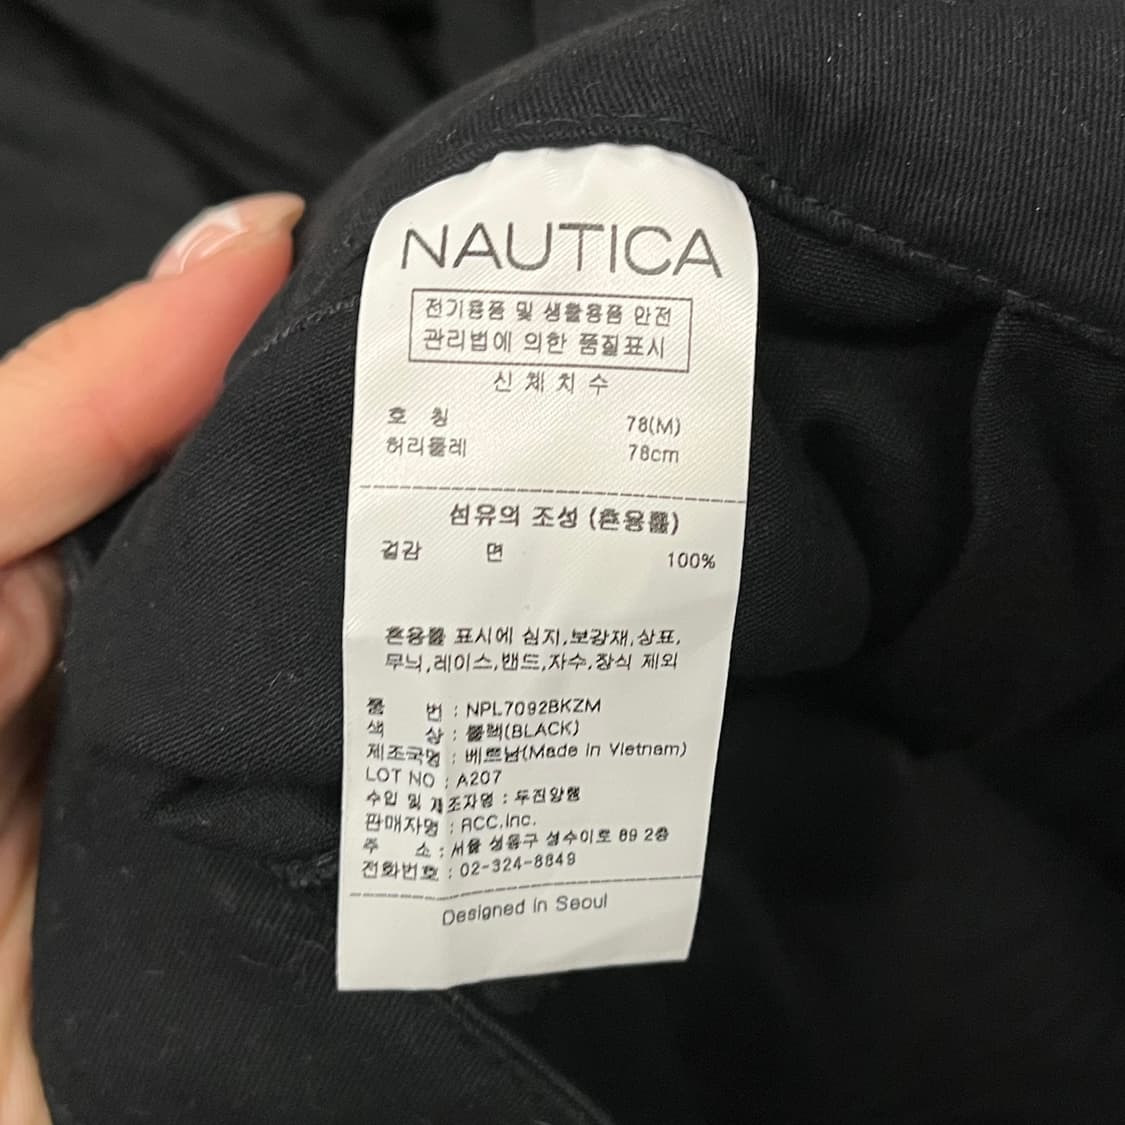 NAUTICA
전기용품 및 생활용품 안전
관리법에 의한 품질표시
신 체 치 수
호 칭 78(M)
허리둘레 78cm
섬유의 조성 (혼용률)
겉감 면 100%
혼용률 표시에 심지,보강재,상표,
무늬,레이스,밴드,자수,장식 제외
품 번 : NPL7092BKZM
색 상 : 블랙(BLACK)
제조국명 : 베트남(Made in Vietnam)
LOT NO : A207
수입 및 제조자명 : 두진양행
판매자명 : ACC,Inc.
주 소 : 서울 성동구 성수이로 89 2층
전화번호 : 02-324-8849
Designed in Seoul